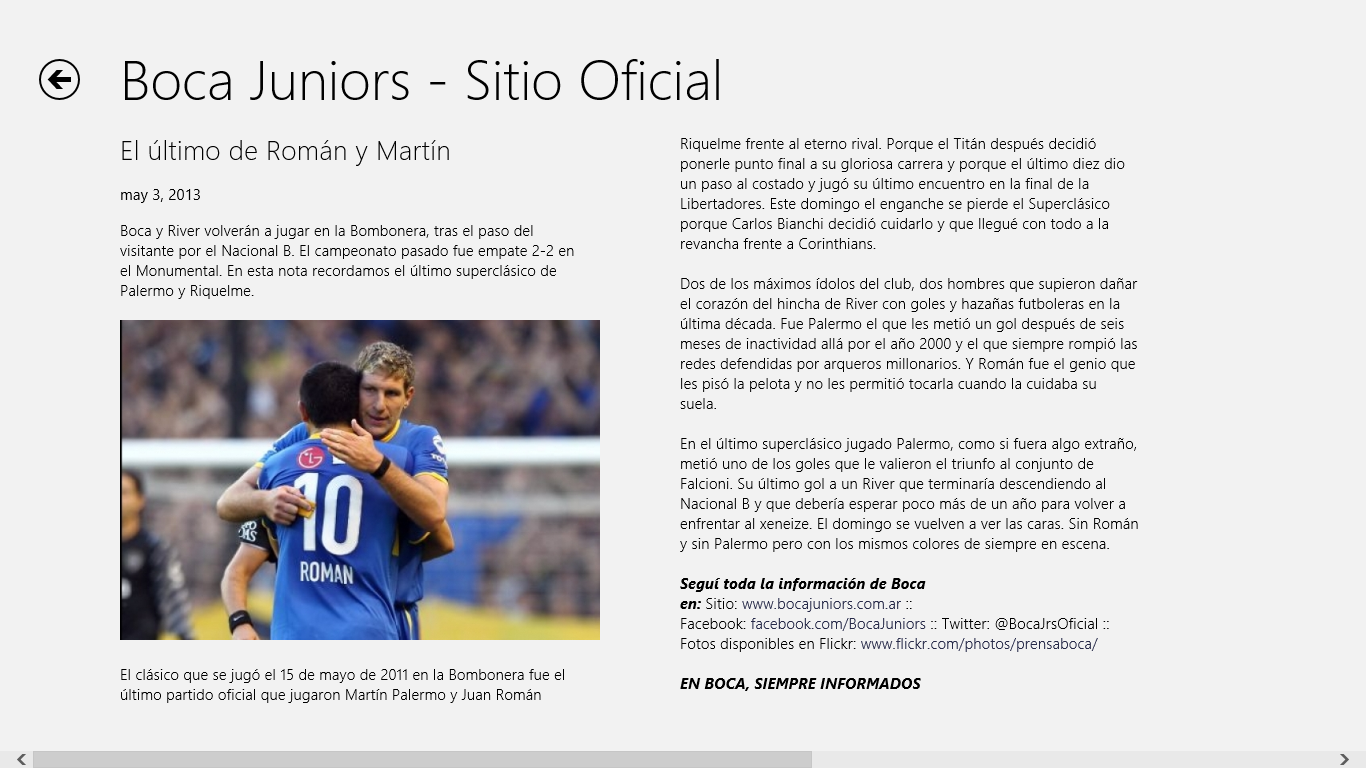 Boca Juniors - Sitio Oficial
El último de Román y Martín
may 3, 2013
Boca y River volverán a jugar en la Bombonera, tras el paso del
visitante por el Nacional B. El campeonato pasado fue empate 2-2 en
el Monumental. En esta nota recordamos el último superclásico de
Palermo y Riquelme.
LG
10
ROMAN
El clásico que se jugó el 15 de mayo de 2011 en la Bombonera fue el
último partido oficial que jugaron Martín Palermo y Juan Román
Riquelme frente al eterno rival. Porque el Titán después decidió
ponerle punto final a su gloriosa carrera y porque el último diez dio
un paso al costado y jugó su último encuentro en la final de la
Libertadores. Este domingo el enganche se pierde el Superclásico
porque Carlos Bianchi decidió cuidarlo y que llegué con todo a la
revancha frente a Corinthians.
Dos de los máximos ídolos del club, dos hombres que supieron dañar
el corazón del hincha de River con goles y hazañas futboleras en la
última década. Fue Palermo el que les metió un gol después de seis
meses de inactividad allá por el año 2000 y el que siempre rompió las
redes defendidas por arqueros millonarios. Y Román fue el genio que
les pisó la pelota y no les permitió tocarla cuando la cuidaba su
suela.
En el último superclásico jugado Palermo, como si fuera algo extraño,
metió uno de los goles que le valieron el triunfo al conjunto de
Falcioni. Su último gol a un River que terminaría descendiendo al
Nacional B y que debería esperar poco más de un año para volver a
enfrentar al xeneize. El domingo se vuelven a ver las caras. Sin Román
y sin Palermo pero con los mismos colores de siempre en escena.
Seguí toda la información de Boca
en: Sitio: www.bocajuniors.com.ar ::
Facebook: facebook.com/BocaJuniors :: Twitter: @BocaJrsOficial ::
Fotos disponibles en Flickr: www.flickr.com/photos/prensaboca/
EN BOCA, SIEMPRE INFORMADOS